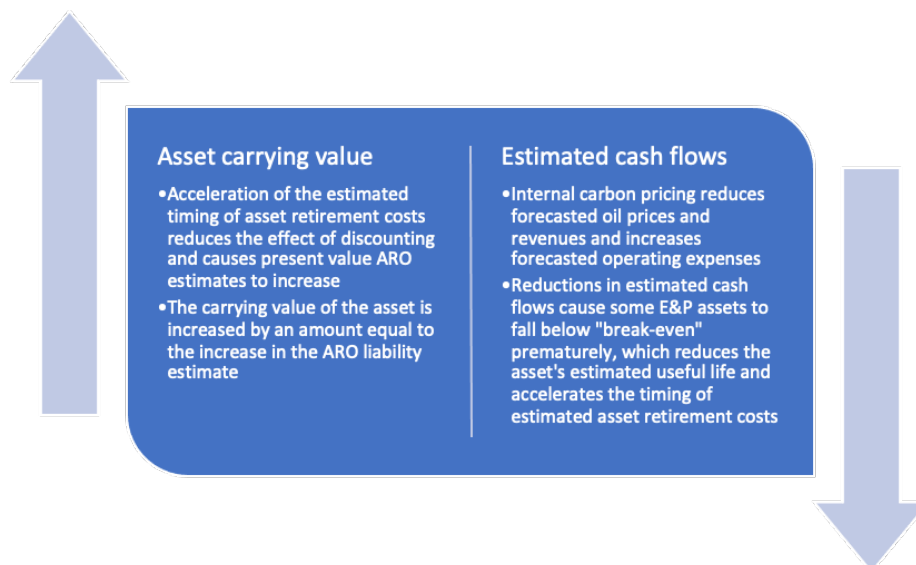 Asset carrying value
•Acceleration of the estimated
timing of asset retirement costs
reduces the effect of discounting
and causes present value ARO
estimates to increase
•The carrying value of the asset is
increased by an amount equal to
the increase in the ARO liability
estimate
Estimated cash flows
•Internal carbon pricing reduces
forecasted oil prices and
revenues and increases
forecasted operating expenses
•Reductions in estimated cash
flows cause some E&P assets to
fall below "break-even"
prematurely, which reduces the
asset's estimated useful life and
accelerates the timing of
estimated asset retirement costs